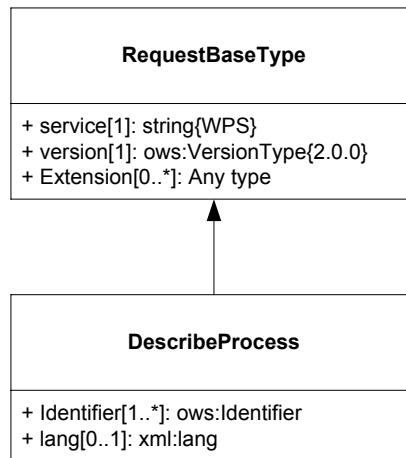 RequestBaseType
+ service[1]: string{WPS}
+ version[1]: ows:VersionType{2.0.0}
+ Extension[0..*]: Any type
DescribeProcess
+ Identifier[1..*]: ows:Identifier
+ lang[0..1]: xml:lang